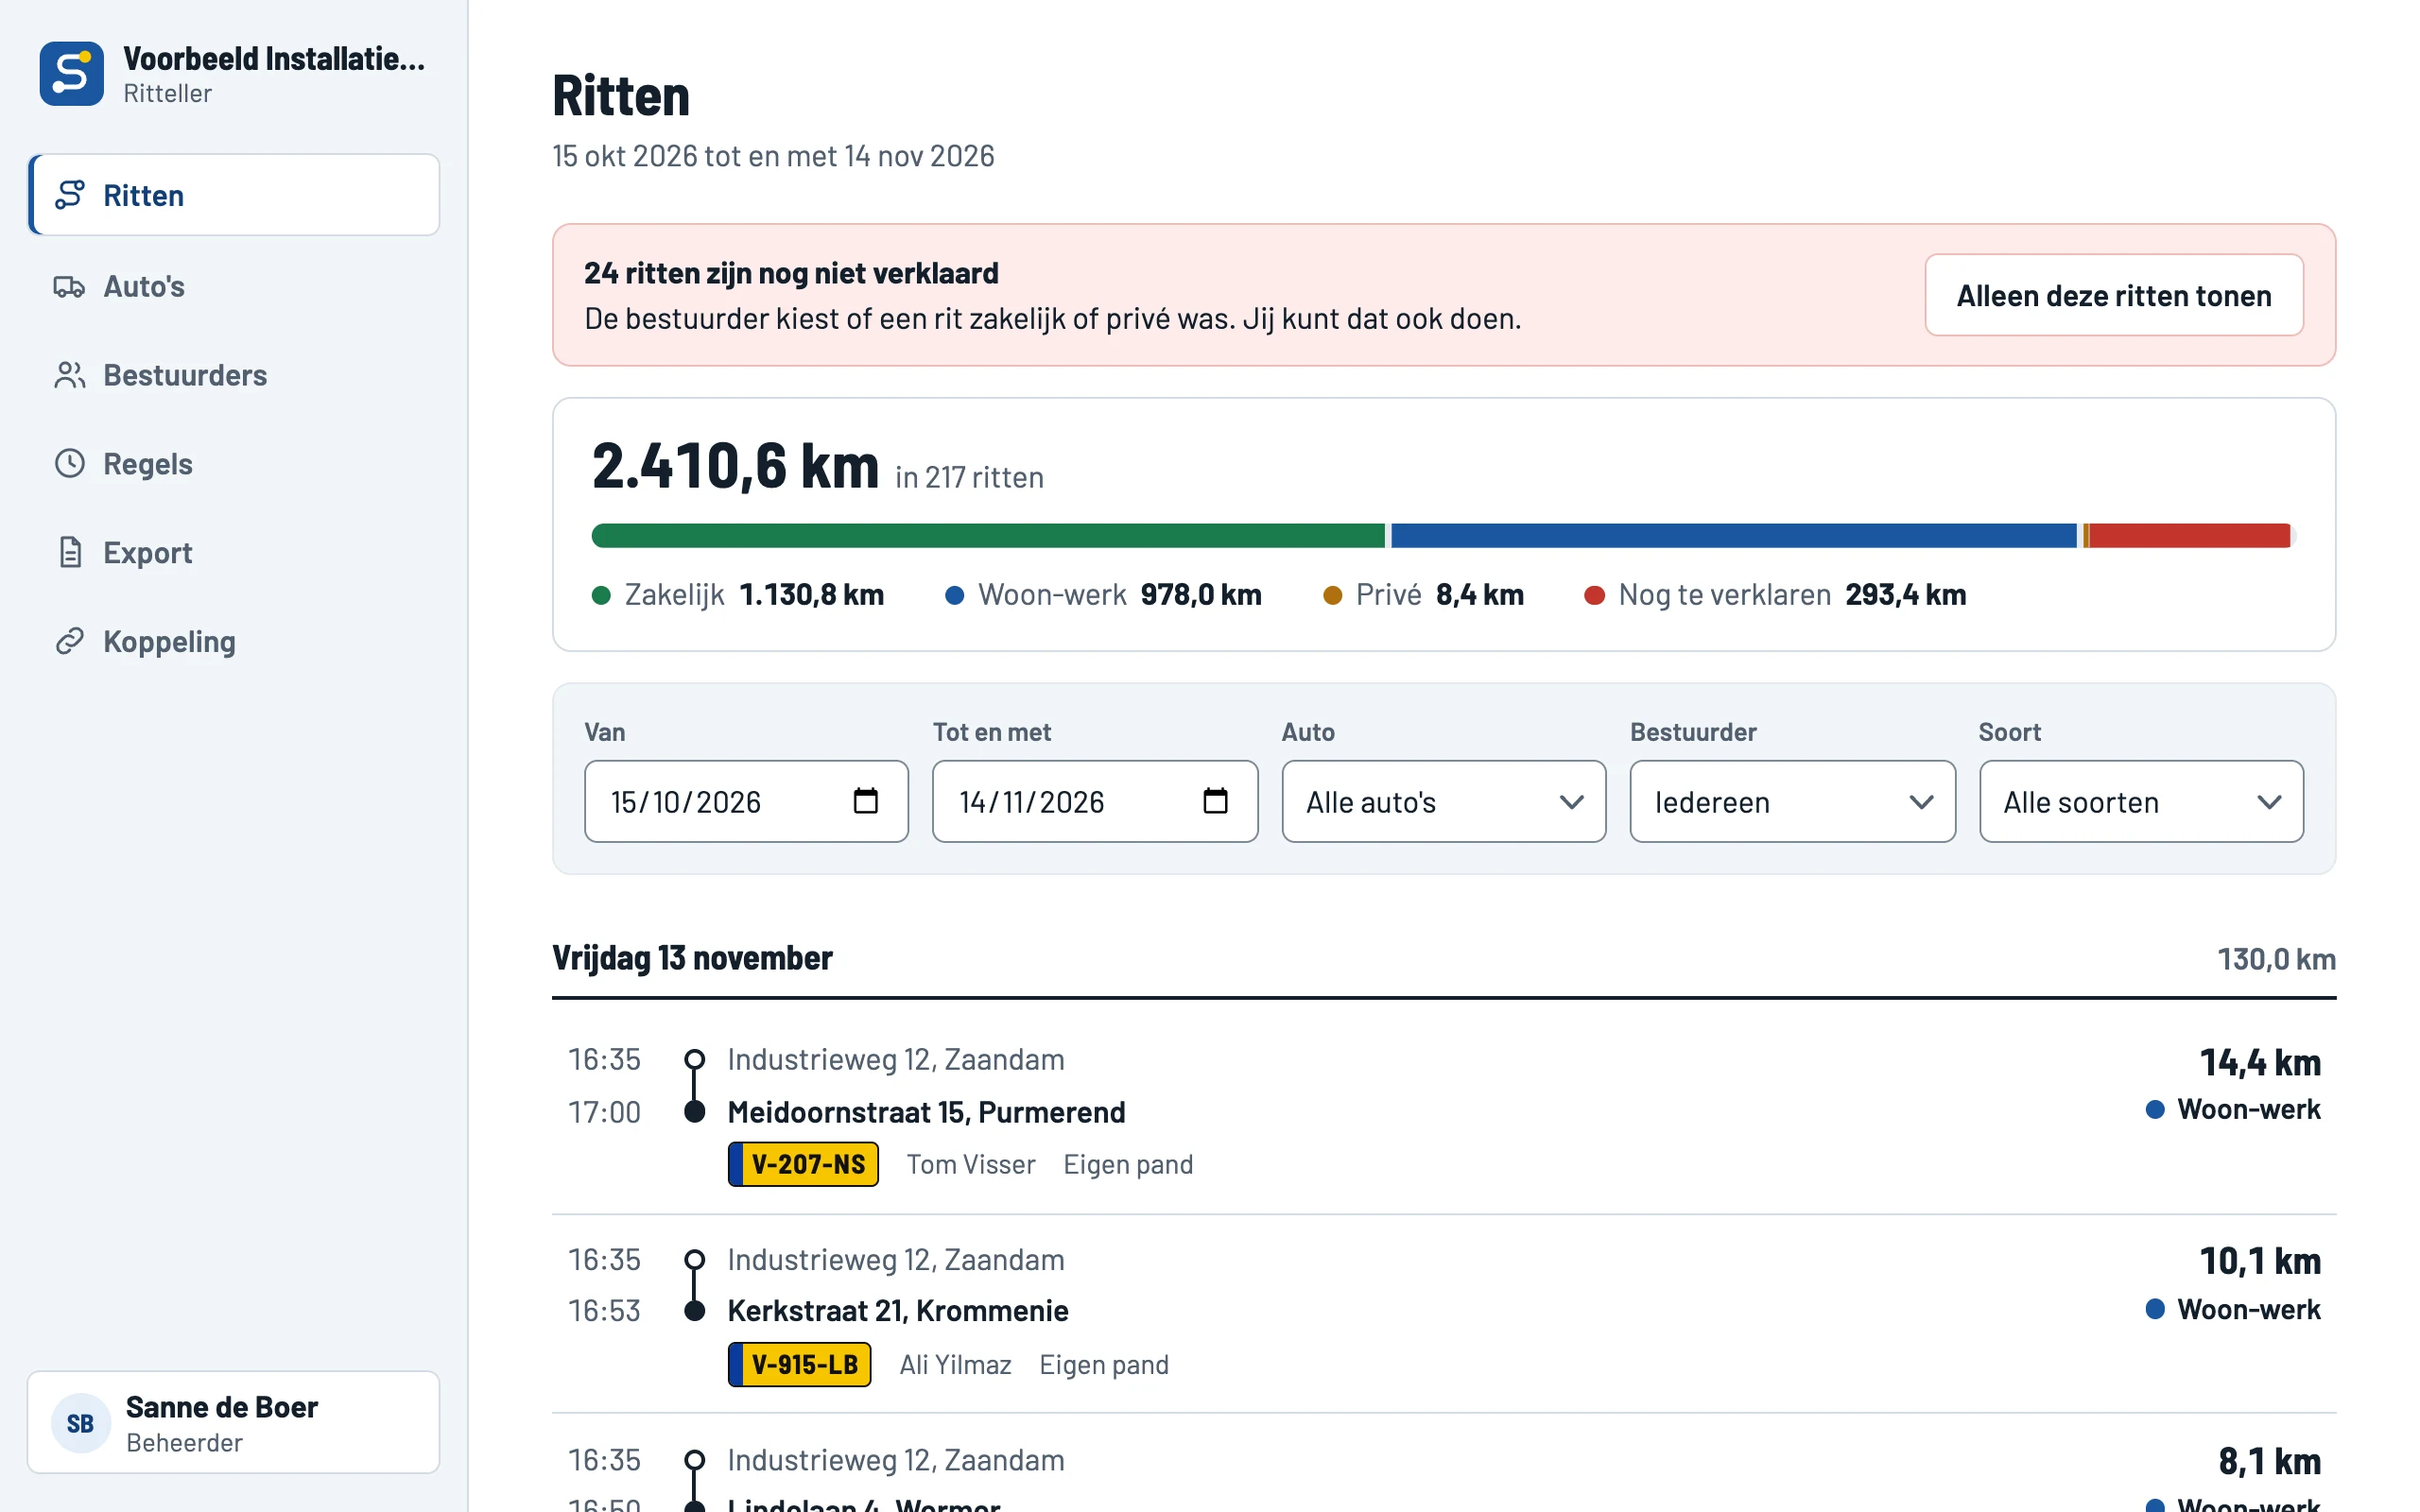 Voorbeeld Installatie...
Ritteller
Ritten
Auto's
Bestuurders
Regels
Export
Koppeling
SB
Sanne de Boer
Beheerder
Ritten
15 okt 2026 tot en met 14 nov 2026
24 ritten zijn nog niet verklaard
De bestuurder kiest of een rit zakelijk of privé was. Jij kunt dat ook doen.
Alleen deze ritten tonen
2.410,6 km in 217 ritten
Zakelijk 1.130,8 km Woon-werk 978,0 km Privé 8,4 km Nog te verklaren 293,4 km
Van Tot en met Auto Bestuurder Soort
15/10/2026 14/11/2026 Alle auto's Iedereen Alle soorten
Vrijdag 13 november 130,0 km
16:35 Industrieweg 12, Zaandam 14,4 km
17:00 Meidoornstraat 15, Purmerend Woon-werk
V-207-NS Tom Visser Eigen pand
16:35 Industrieweg 12, Zaandam 10,1 km
16:53 Kerkstraat 21, Krommenie Woon-werk
V-915-LB Ali Yilmaz Eigen pand
16:35 Industrieweg 12, Zaandam 8,1 km
16:50 Lindelaan 4, Wormer Woon-werk